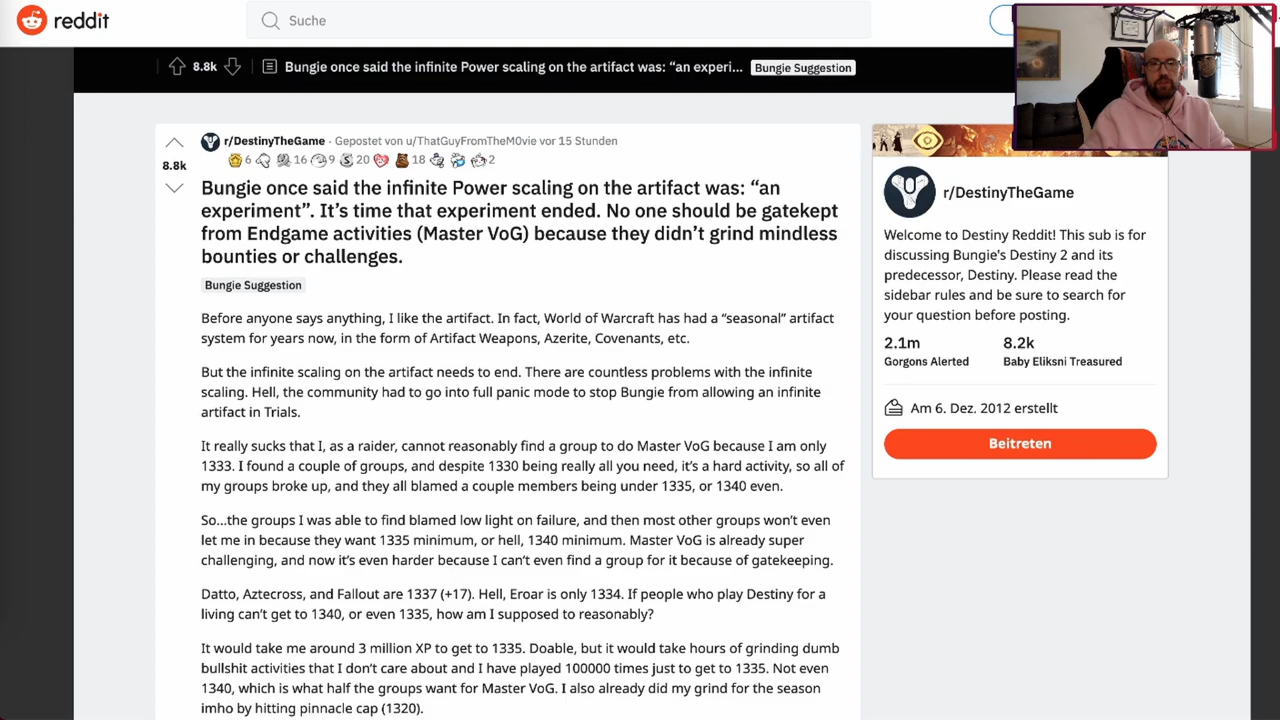 reddit
Suche
8.8k
Bungie once said the infinite Power scaling on the artifact was: “an experi...
Bungie Suggestion
r/DestinyTheGame · Gepostet von u/ThatGuyFromTheM0vie vor 15 Stunden
8.8k
6 16 9 20 18 2
Bungie once said the infinite Power scaling on the artifact was: “an
experiment”. It’s time that experiment ended. No one should be gatekept
from Endgame activities (Master VoG) because they didn’t grind mindless
bounties or challenges.
Bungie Suggestion
Before anyone says anything, I like the artifact. In fact, World of Warcraft has had a “seasonal” artifact
system for years now, in the form of Artifact Weapons, Azerite, Covenants, etc.
But the infinite scaling on the artifact needs to end. There are countless problems with the infinite
scaling. Hell, the community had to go into full panic mode to stop Bungie from allowing an infinite
artifact in Trials.
It really sucks that I, as a raider, cannot reasonably find a group to do Master VoG because I am only
1333. I found a couple of groups, and despite 1330 being really all you need, it’s a hard activity, so all of
my groups broke up, and they all blamed a couple members being under 1335, or 1340 even.
So...the groups I was able to find blamed low light on failure, and then most other groups won’t even
let me in because they want 1335 minimum, or hell, 1340 minimum. Master VoG is already super
challenging, and now it’s even harder because I can’t even find a group for it because of gatekeeping.
Datto, Aztecross, and Fallout are 1337 (+17). Hell, Eroar is only 1334. If people who play Destiny for a
living can’t get to 1340, or even 1335, how am I supposed to reasonably?
It would take me around 3 million XP to get to 1335. Doable, but it would take hours of grinding dumb
bullshit activities that I don’t care about and I have played 100000 times just to get to 1335. Not even
1340, which is what half the groups want for Master VoG. I also already did my grind for the season
imho by hitting pinnacle cap (1320).
r/DestinyTheGame
Welcome to Destiny Reddit! This sub is for
discussing Bungie's Destiny 2 and its
predecessor, Destiny. Please read the
sidebar rules and be sure to search for
your question before posting.
2.1m 8.2k
Gorgons Alerted Baby Eliksni Treasured
Am 6. Dez. 2012 erstellt
Beitreten